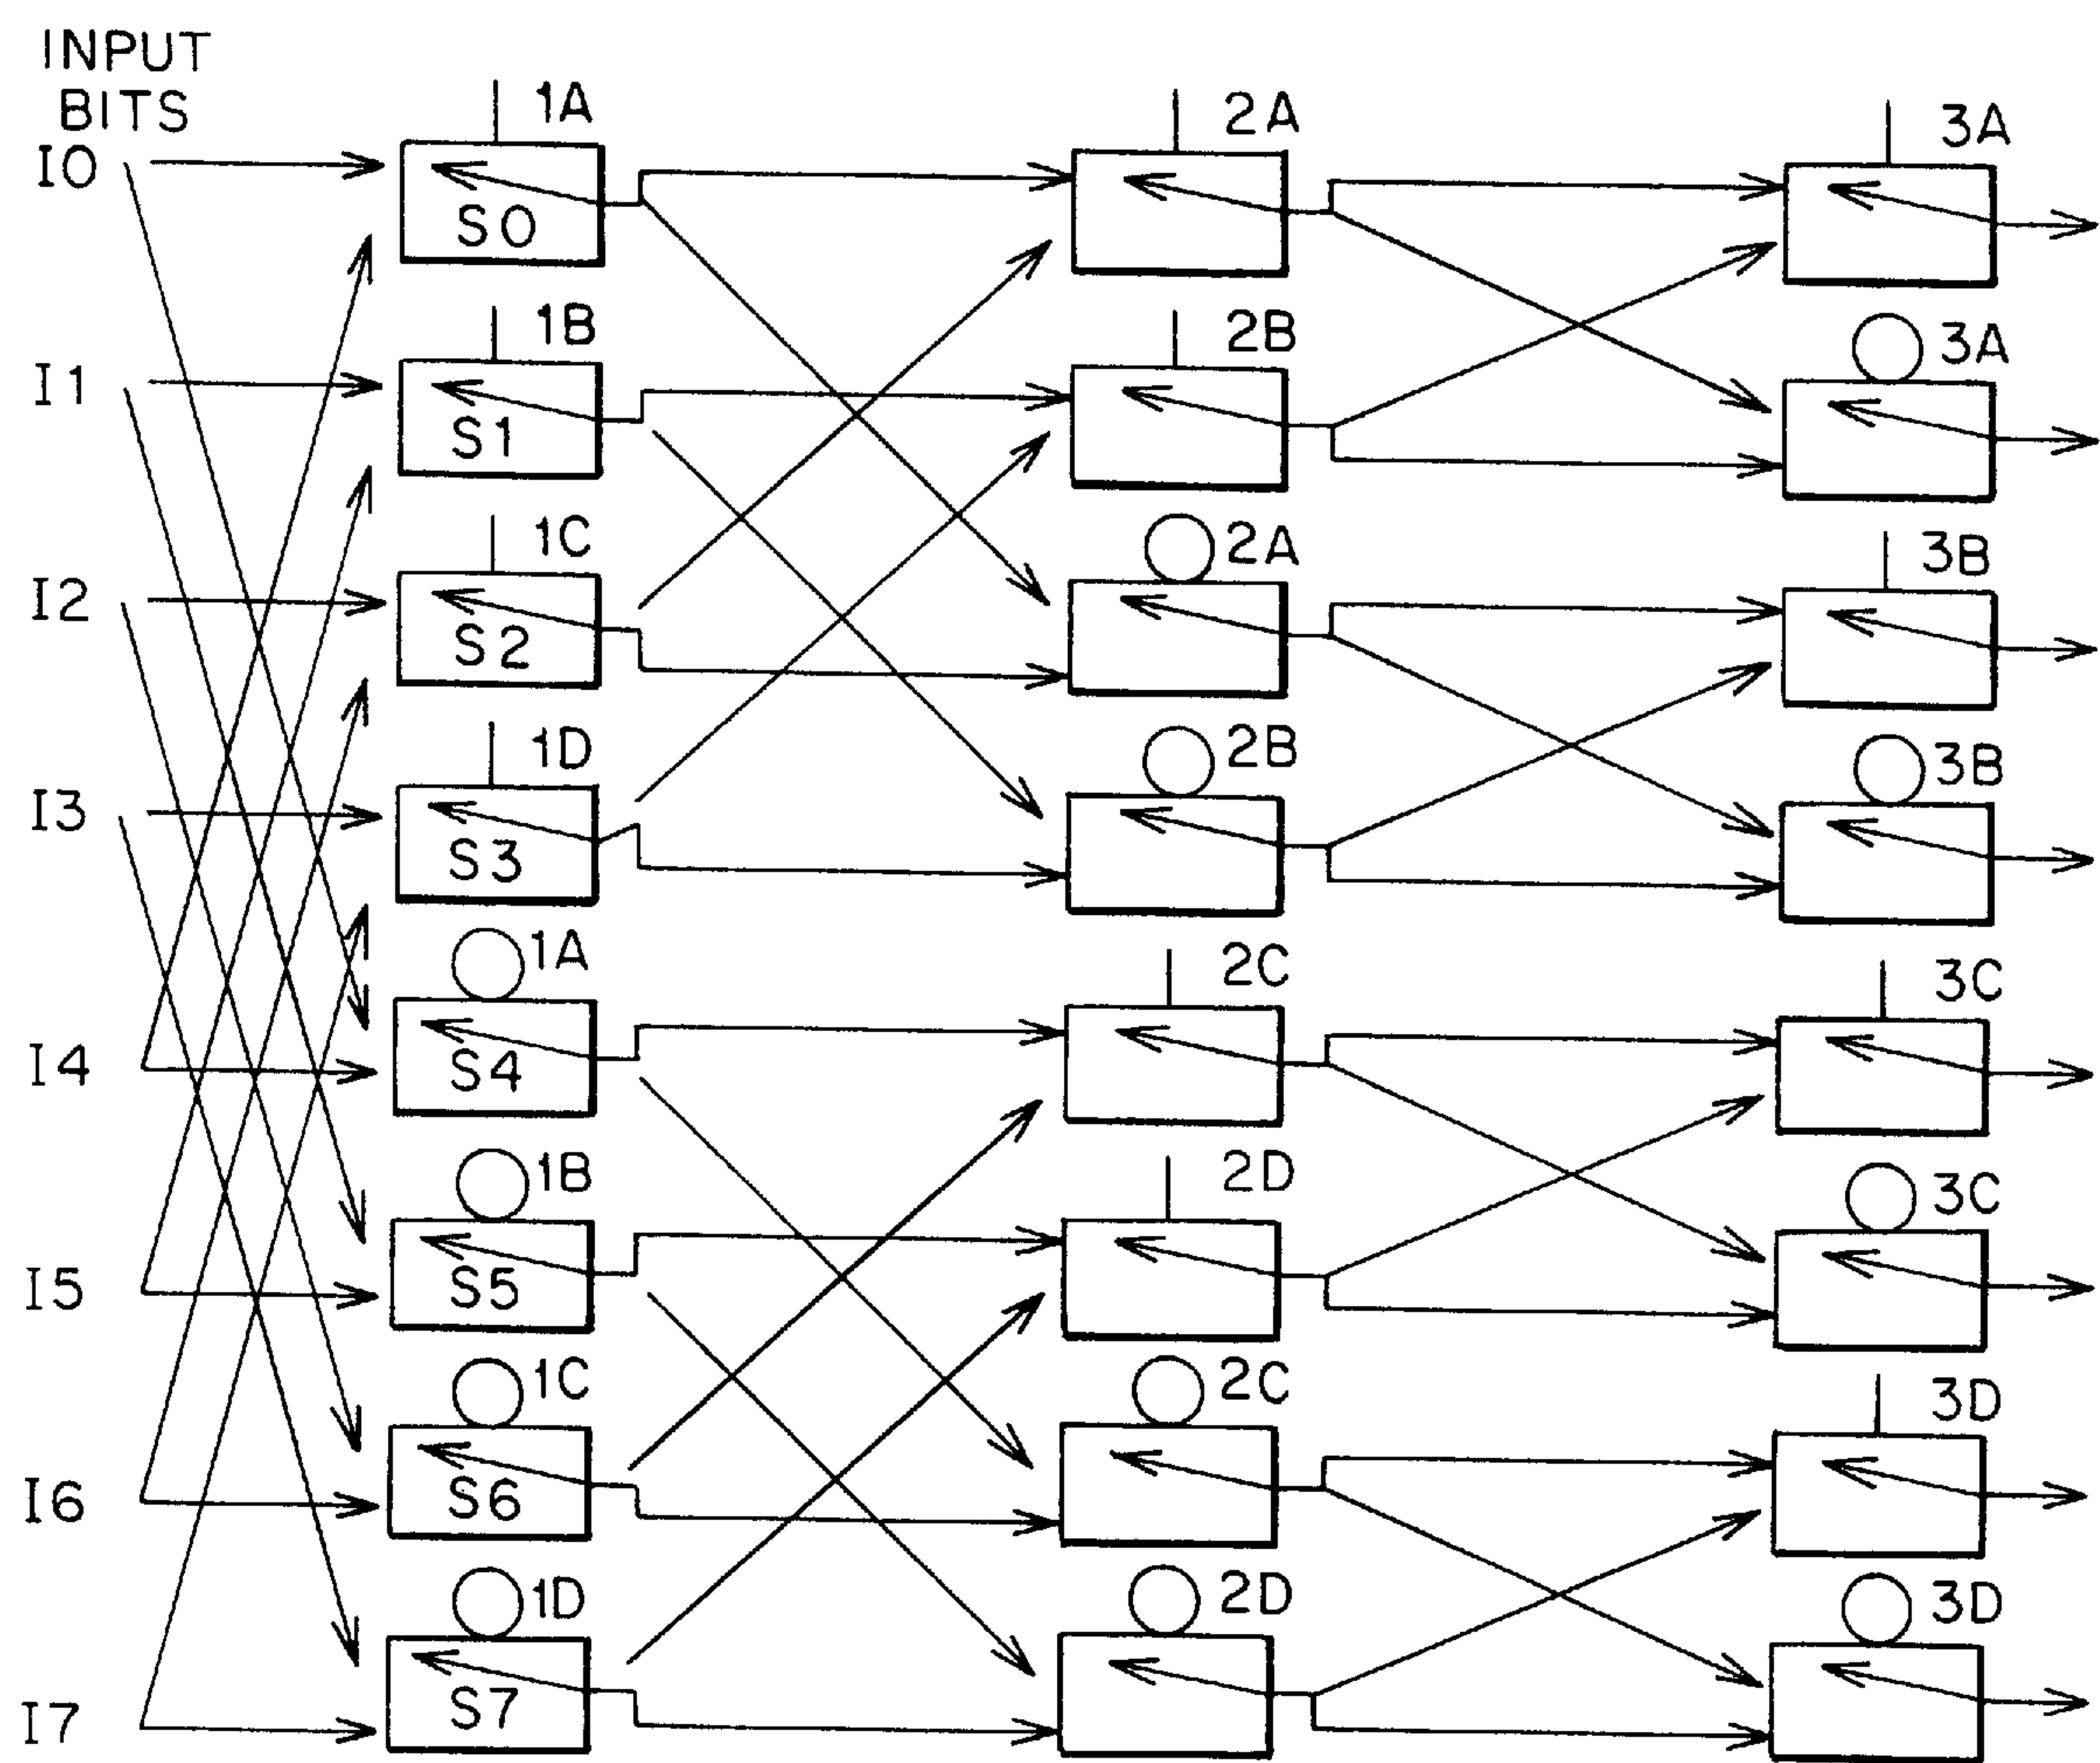 INPUT
BITS
I0
I1
I2
I3
I4
I5
I6
I7
1A
S0
1B
S1
1C
S2
1D
S3
1A
S4
1B
S5
1C
S6
1D
S7
2A
2B
2A
2B
2C
2D
2C
2D
3A
3A
3B
3B
3C
3C
3D
3D